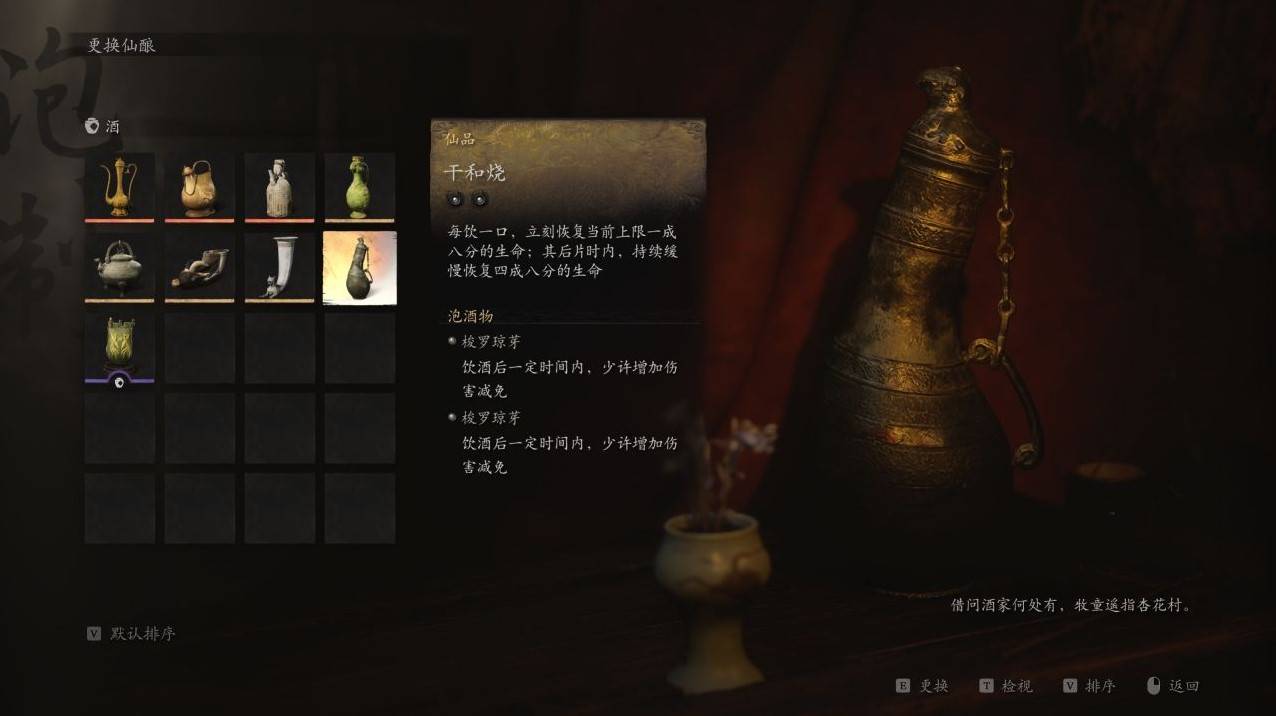 更换仙酿
泡
制
酒
仙品
干和烧
每饮一口，立刻恢复当前上限一成
八分的生命；其后片时内，持续缓
慢恢复四成八分的生命
泡酒物
梭罗琼芽
饮酒后一定时间内，少许增加伤
害减免
梭罗琼芽
饮酒后一定时间内，少许增加伤
害减免
借问酒家何处有，牧童遥指杏花村。
V 默认排序
E 更换 T 检视 V 排序 返回